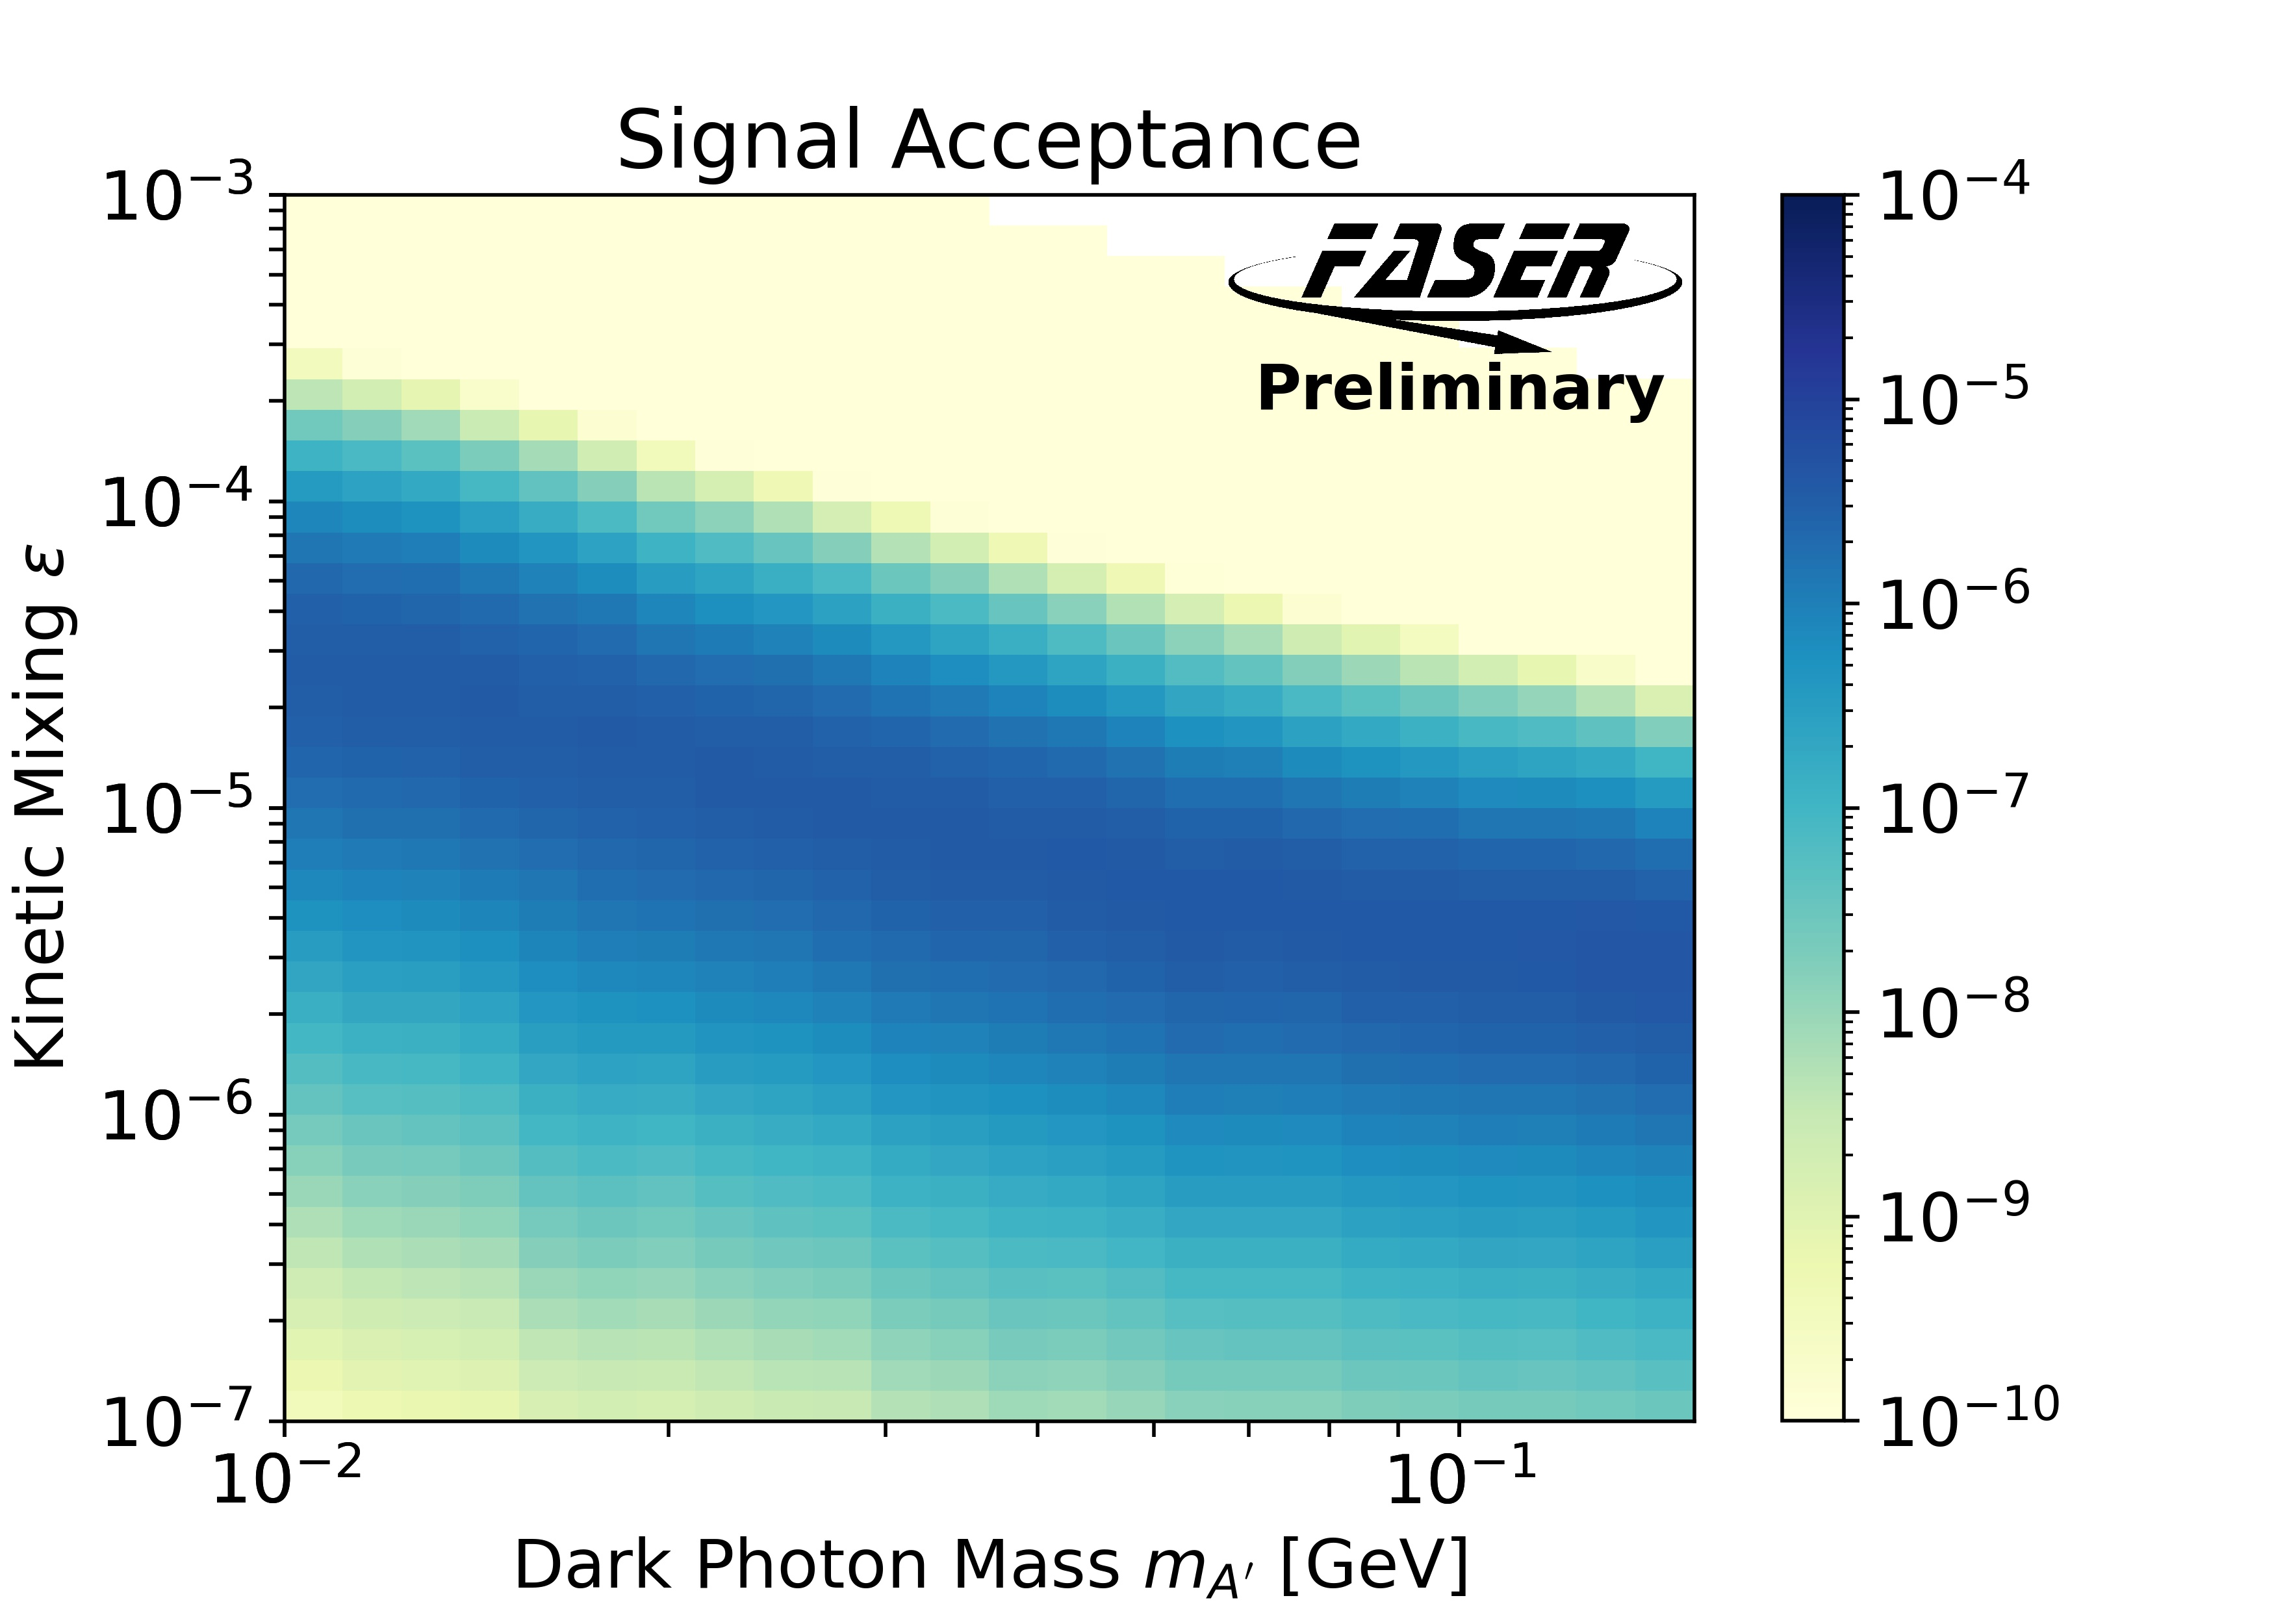 Signal Acceptance
FASER
Preliminary
Kinetic Mixing ε
10⁻³
10⁻⁴
10⁻⁵
10⁻⁶
10⁻⁷
10⁻²
10⁻¹
Dark Photon Mass m_A′ [GeV]
10⁻⁴
10⁻⁵
10⁻⁶
10⁻⁷
10⁻⁸
10⁻⁹
10⁻¹⁰